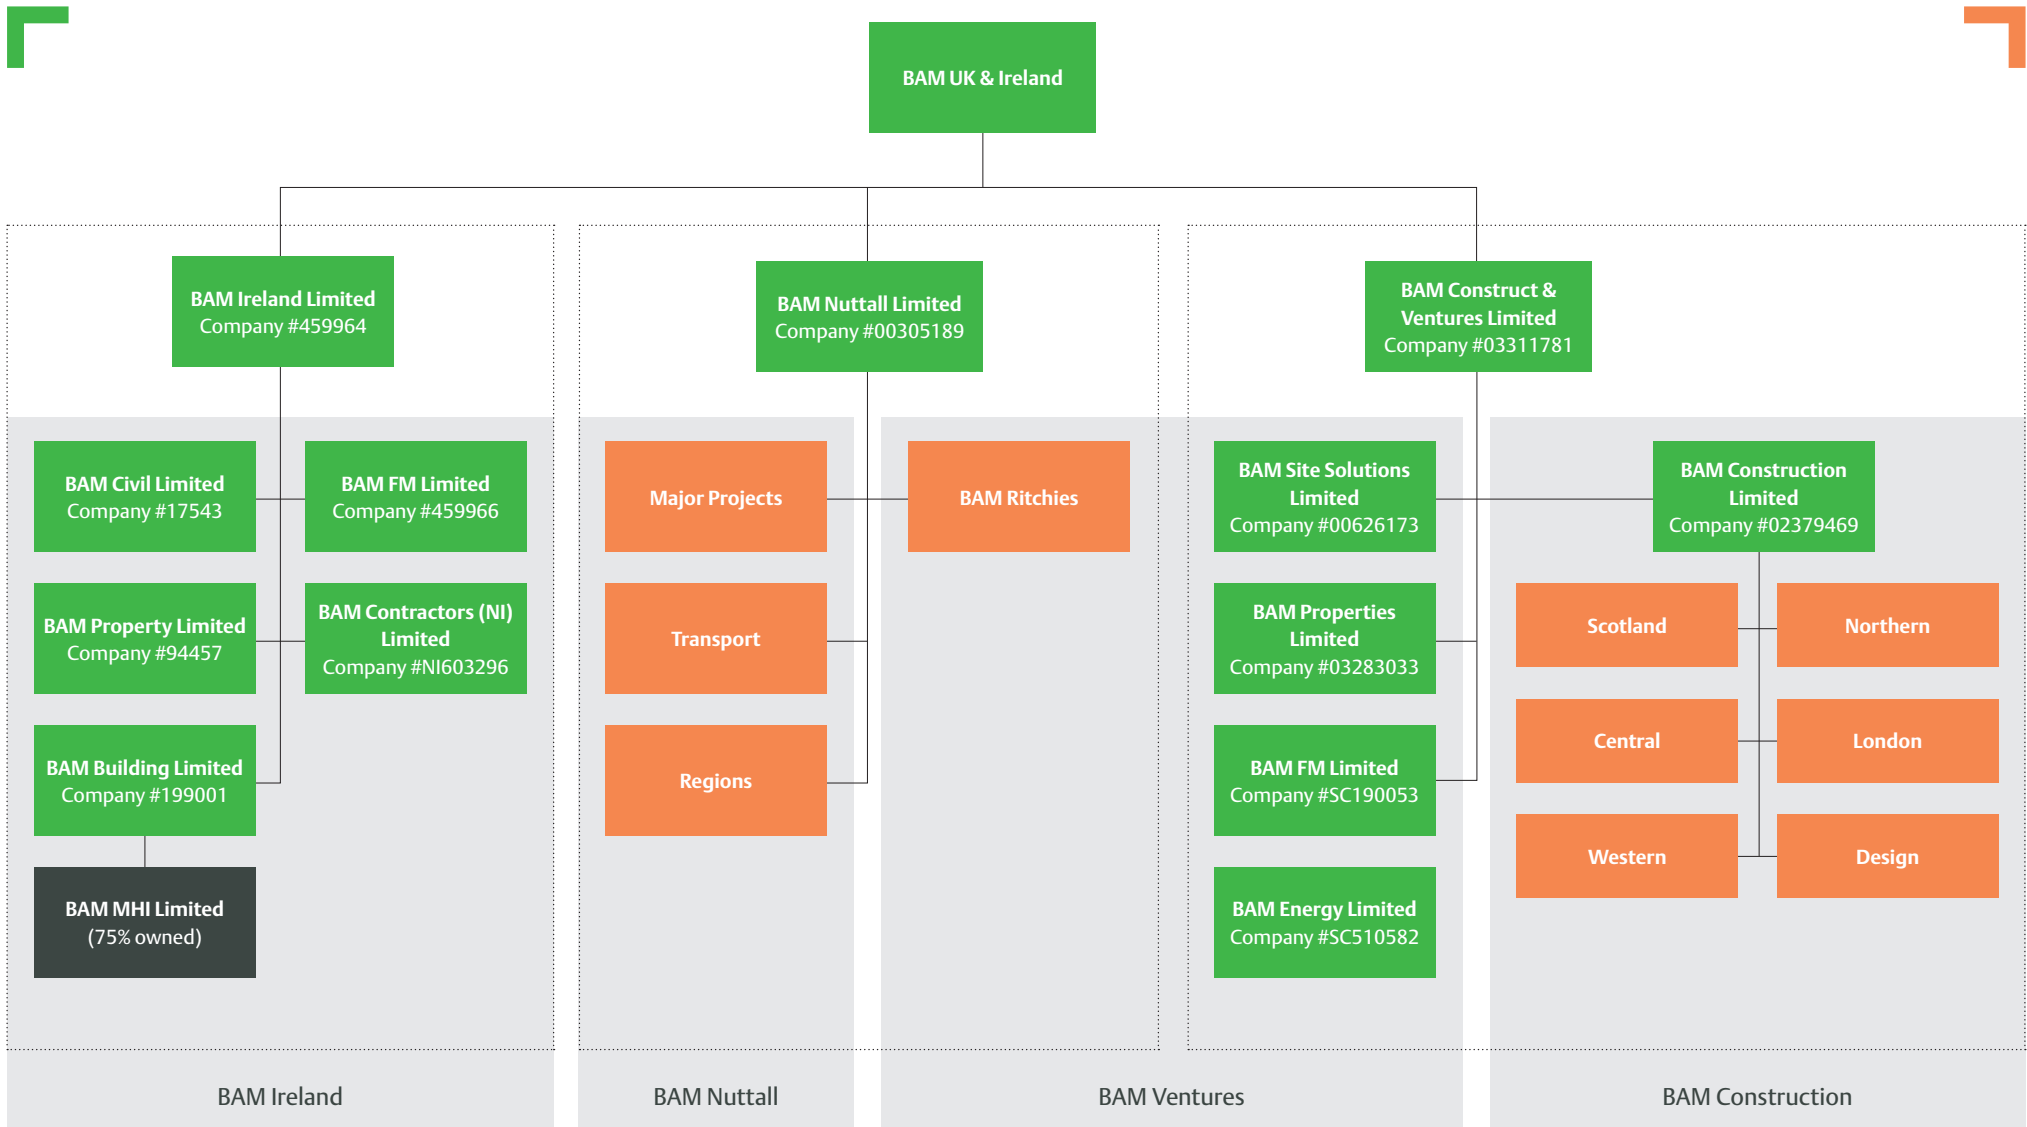 BAM UK & Ireland
BAM Ireland Limited
Company #459964
BAM Nuttall Limited
Company #00305189
BAM Construct &
Ventures Limited
Company #03311781
BAM Civil Limited
Company #17543
BAM FM Limited
Company #459966
BAM Property Limited
Company #94457
BAM Contractors (NI)
Limited
Company #NI603296
BAM Building Limited
Company #199001
BAM MHI Limited
(75% owned)
Major Projects
BAM Ritchies
Transport
Regions
BAM Site Solutions
Limited
Company #00626173
BAM Properties
Limited
Company #03283033
BAM FM Limited
Company #SC190053
BAM Energy Limited
Company #SC510582
BAM Construction
Limited
Company #02379469
Scotland
Northern
Central
London
Western
Design
BAM Ireland
BAM Nuttall
BAM Ventures
BAM Construction